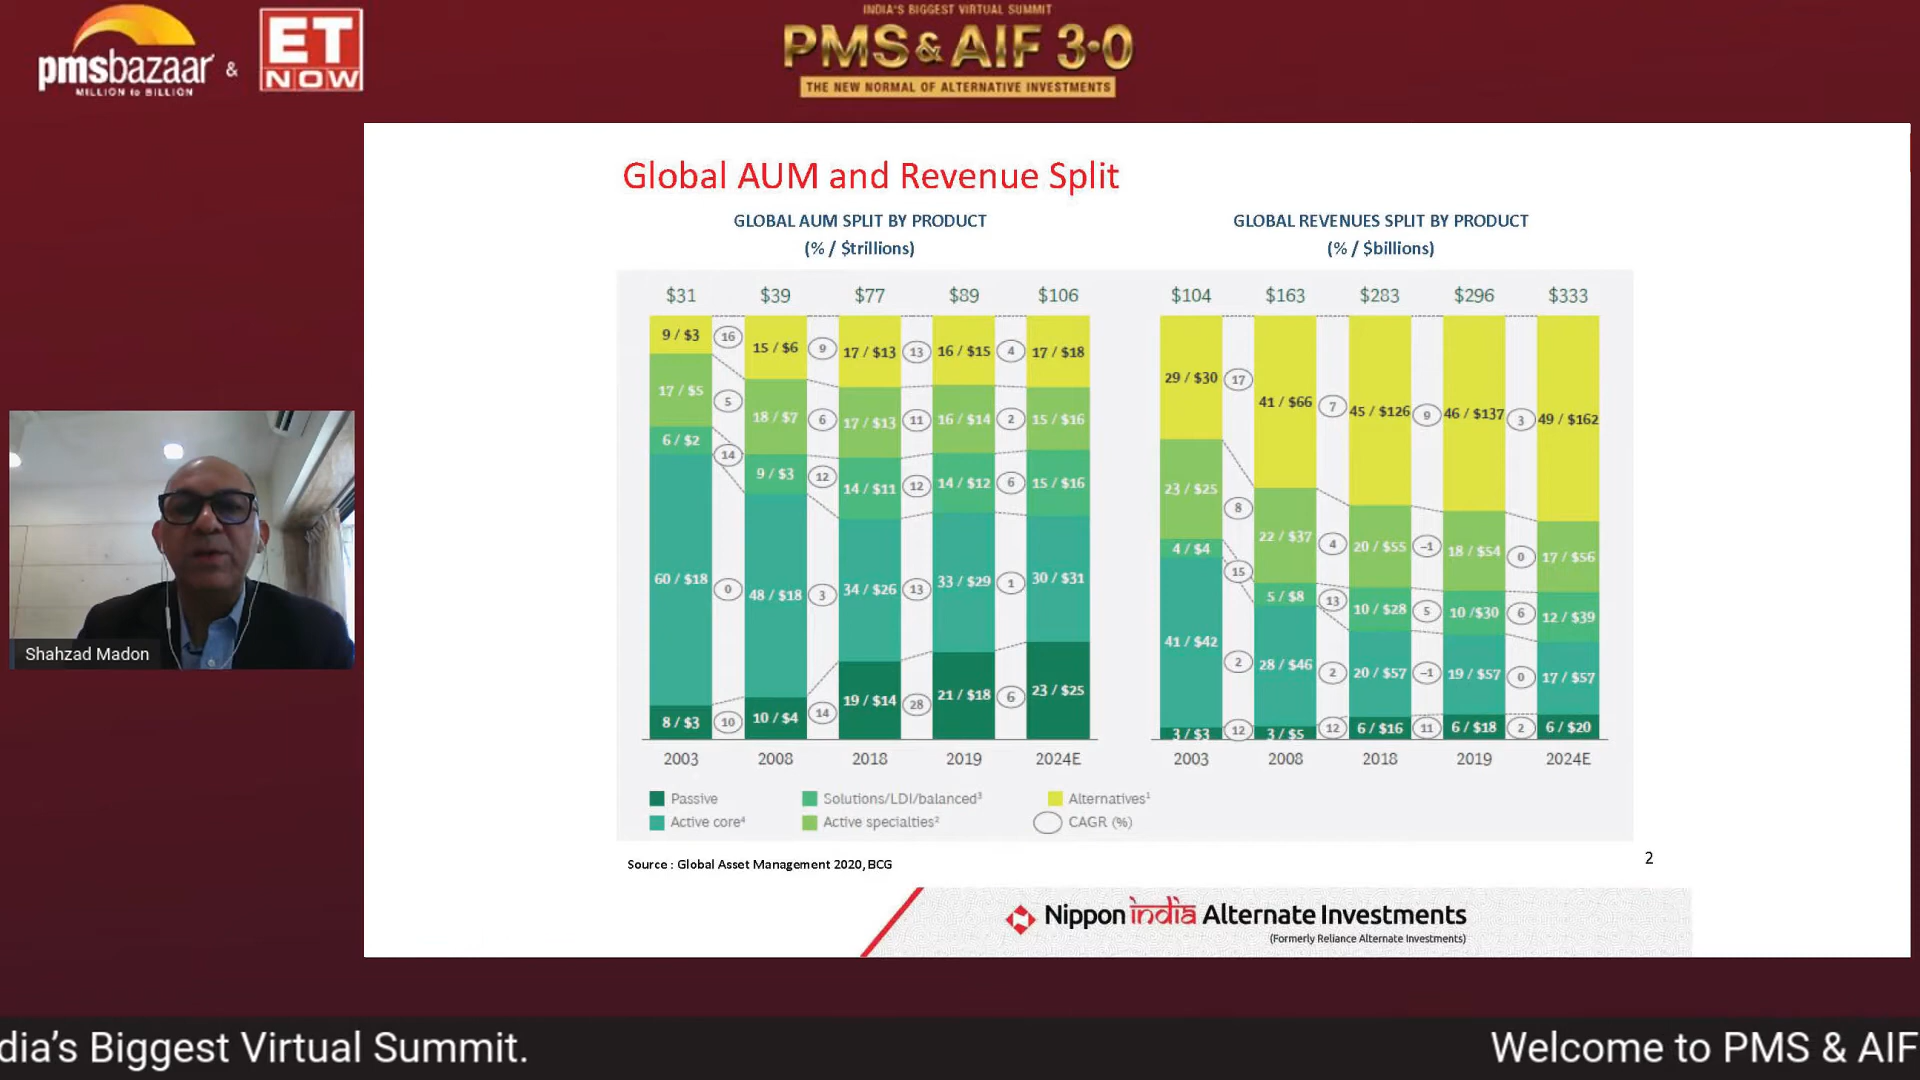 INDIA'S BIGGEST VIRTUAL SUMMIT
PMS & AIF 3·0
THE NEW NORMAL OF ALTERNATIVE INVESTMENTS
pmsbazaar & ET NOW
MILLION to BILLION
Global AUM and Revenue Split
GLOBAL AUM SPLIT BY PRODUCT
(% / $trillions)
$31 $39 $77 $89 $106
9 / $3 16 15 / $6 9 17 / $13 13 16 / $15 4 17 / $18
17 / $5 5 18 / $7 6 17 / $13 11 16 / $14 2 15 / $16
6 / $2 14 9 / $3 12 14 / $11 12 14 / $12 6 15 / $16
60 / $18 0 48 / $18 3 34 / $26 13 33 / $29 1 30 / $31
8 / $3 10 10 / $4 14 19 / $14 28 21 / $18 6 23 / $25
2003 2008 2018 2019 2024E
GLOBAL REVENUES SPLIT BY PRODUCT
(% / $billions)
$104 $163 $283 $296 $333
29 / $30 17 41 / $66 7 45 / $126 9 46 / $137 3 49 / $162
23 / $25 8 22 / $37 4 20 / $55 –1 18 / $54 0 17 / $56
4 / $4 15 5 / $8 13 10 / $28 5 10 /$30 6 12 / $39
41 / $42 2 28 / $46 2 20 / $57 –1 19 / $57 0 17 / $57
3 / $3 12 3 / $5 12 6 / $16 11 6 / $18 2 6 / $20
2003 2008 2018 2019 2024E
Passive Solutions/LDI/balanced³ Alternatives¹
Active core⁴ Active specialties² CAGR (%)
Source : Global Asset Management 2020, BCG
2
Nippon india Alternate Investments
(Formerly Reliance Alternate Investments)
Shahzad Madon
dia's Biggest Virtual Summit.
Welcome to PMS & AIF